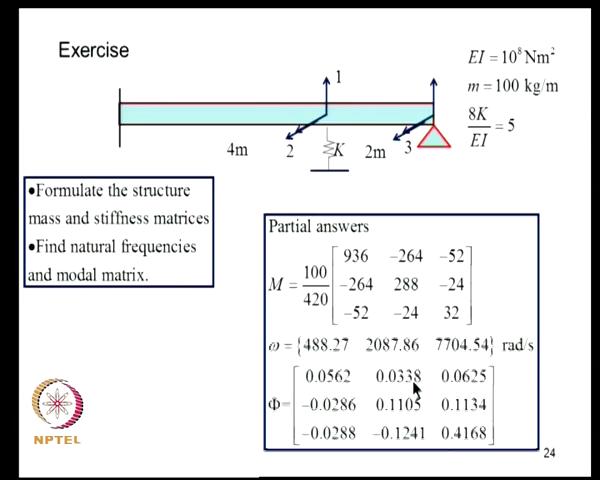 Exercise
1
EI = 10⁸ Nm²
m = 100 kg/m
8K/EI = 5
4m
2
K
2m
3
•Formulate the structure
mass and stiffness matrices
•Find natural frequencies
and modal matrix.
Partial answers
M = 100/420 [936 −264 −52
−264 288 −24
−52 −24 32]
ω = {488.27 2087.86 7704.54} rad/s
Φ= [0.0562 0.0338 0.0625
−0.0286 0.1105 0.1134
−0.0288 −0.1241 0.4168]
NPTEL
24